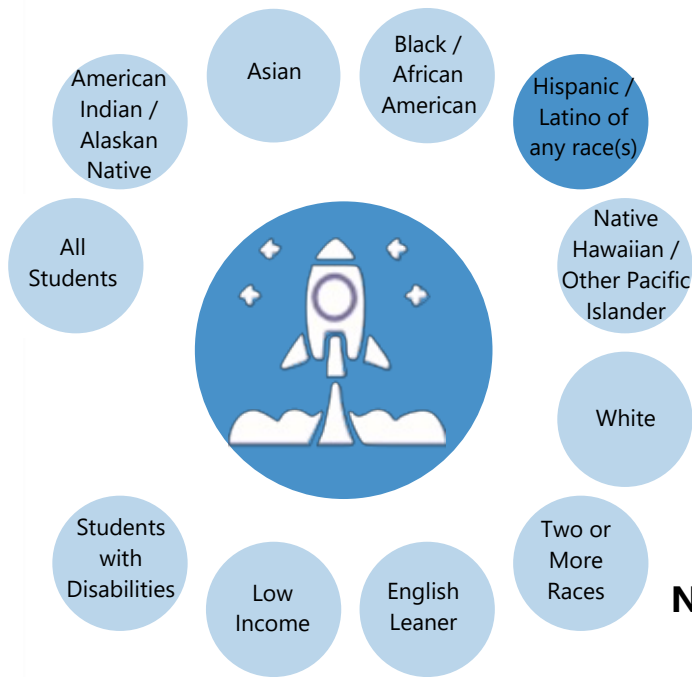 American
Indian /
Alaskan
Native
Asian
Black /
African
American
Hispanic /
Latino of
any race(s)
All
Students
Native
Hawaiian /
Other Pacific
Islander
White
Students
with
Disabilities
Low
Income
English
Leaner
Two or
More
Races
N